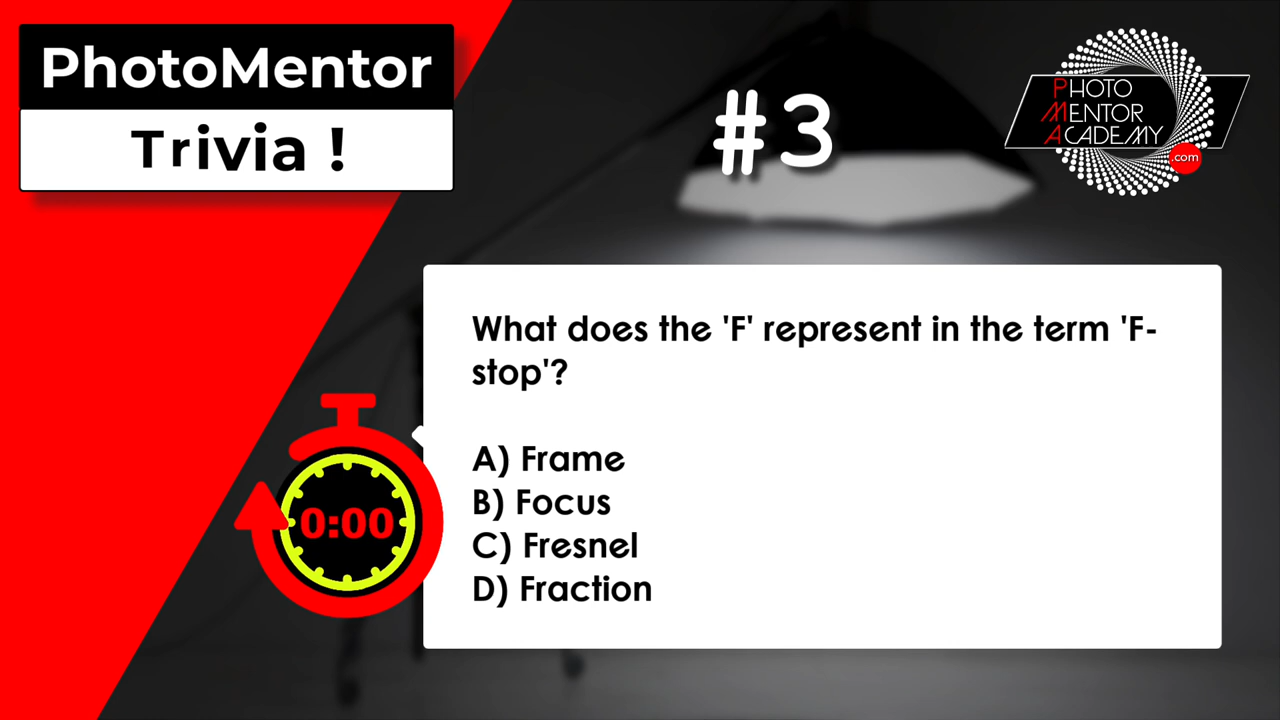 PhotoMentor
Trivia !
#3
PHOTO
MENTOR
ACADEMY
.com
What does the 'F' represent in the term 'F-
stop'?
A) Frame
B) Focus
C) Fresnel
D) Fraction
0:00